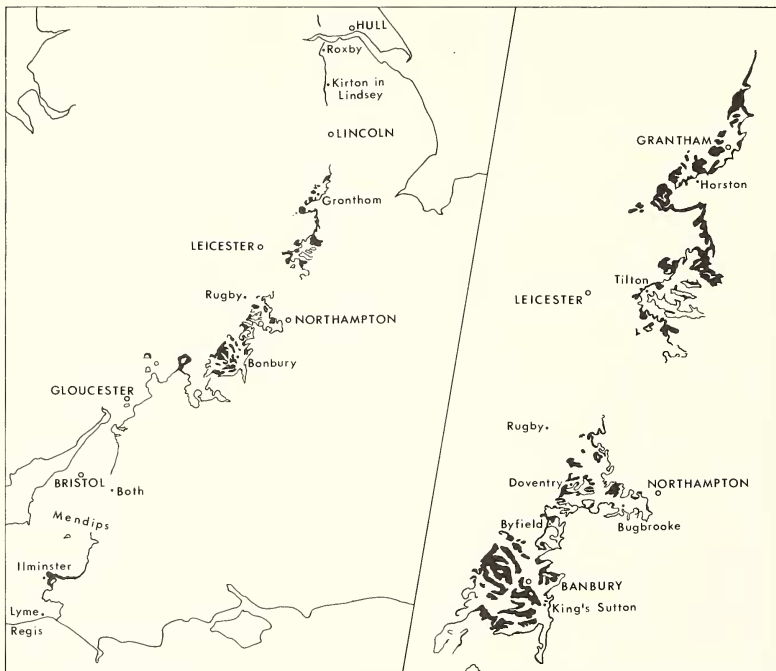 HULL
Roxby
Kirton in
Lindsey
LINCOLN
Gronthom
LEICESTER
Rugby
NORTHAMPTON
Bonbury
GLOUCESTER
BRISTOL
Both
Mendips
Ilminster
Lyme
Regis
GRANTHAM
Horston
Tilton
LEICESTER
Rugby
Doventry
NORTHAMPTON
Byfield
Bugbrooke
BANBURY
King's Sutton